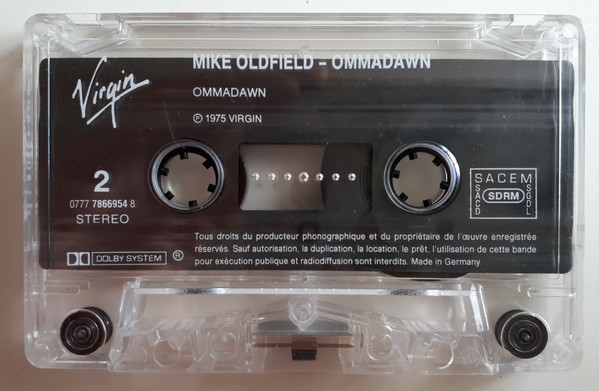 MIKE OLDFIELD – OMMADAWN
Virgin
OMMADAWN
℗ 1975 VIRGIN
2
0777 7866954 8
STEREO
SACEM
SACD
SDRM
SGDL
Tous droits du producteur phonographique et du propriétaire de l'œuvre enregistrée
réservés. Sauf autorisation, la duplication, la location, le prêt, l'utilisation de cette bande
pour exécution publique et radiodiffusion sont interdits. Made in Germany
DOLBY SYSTEM ®